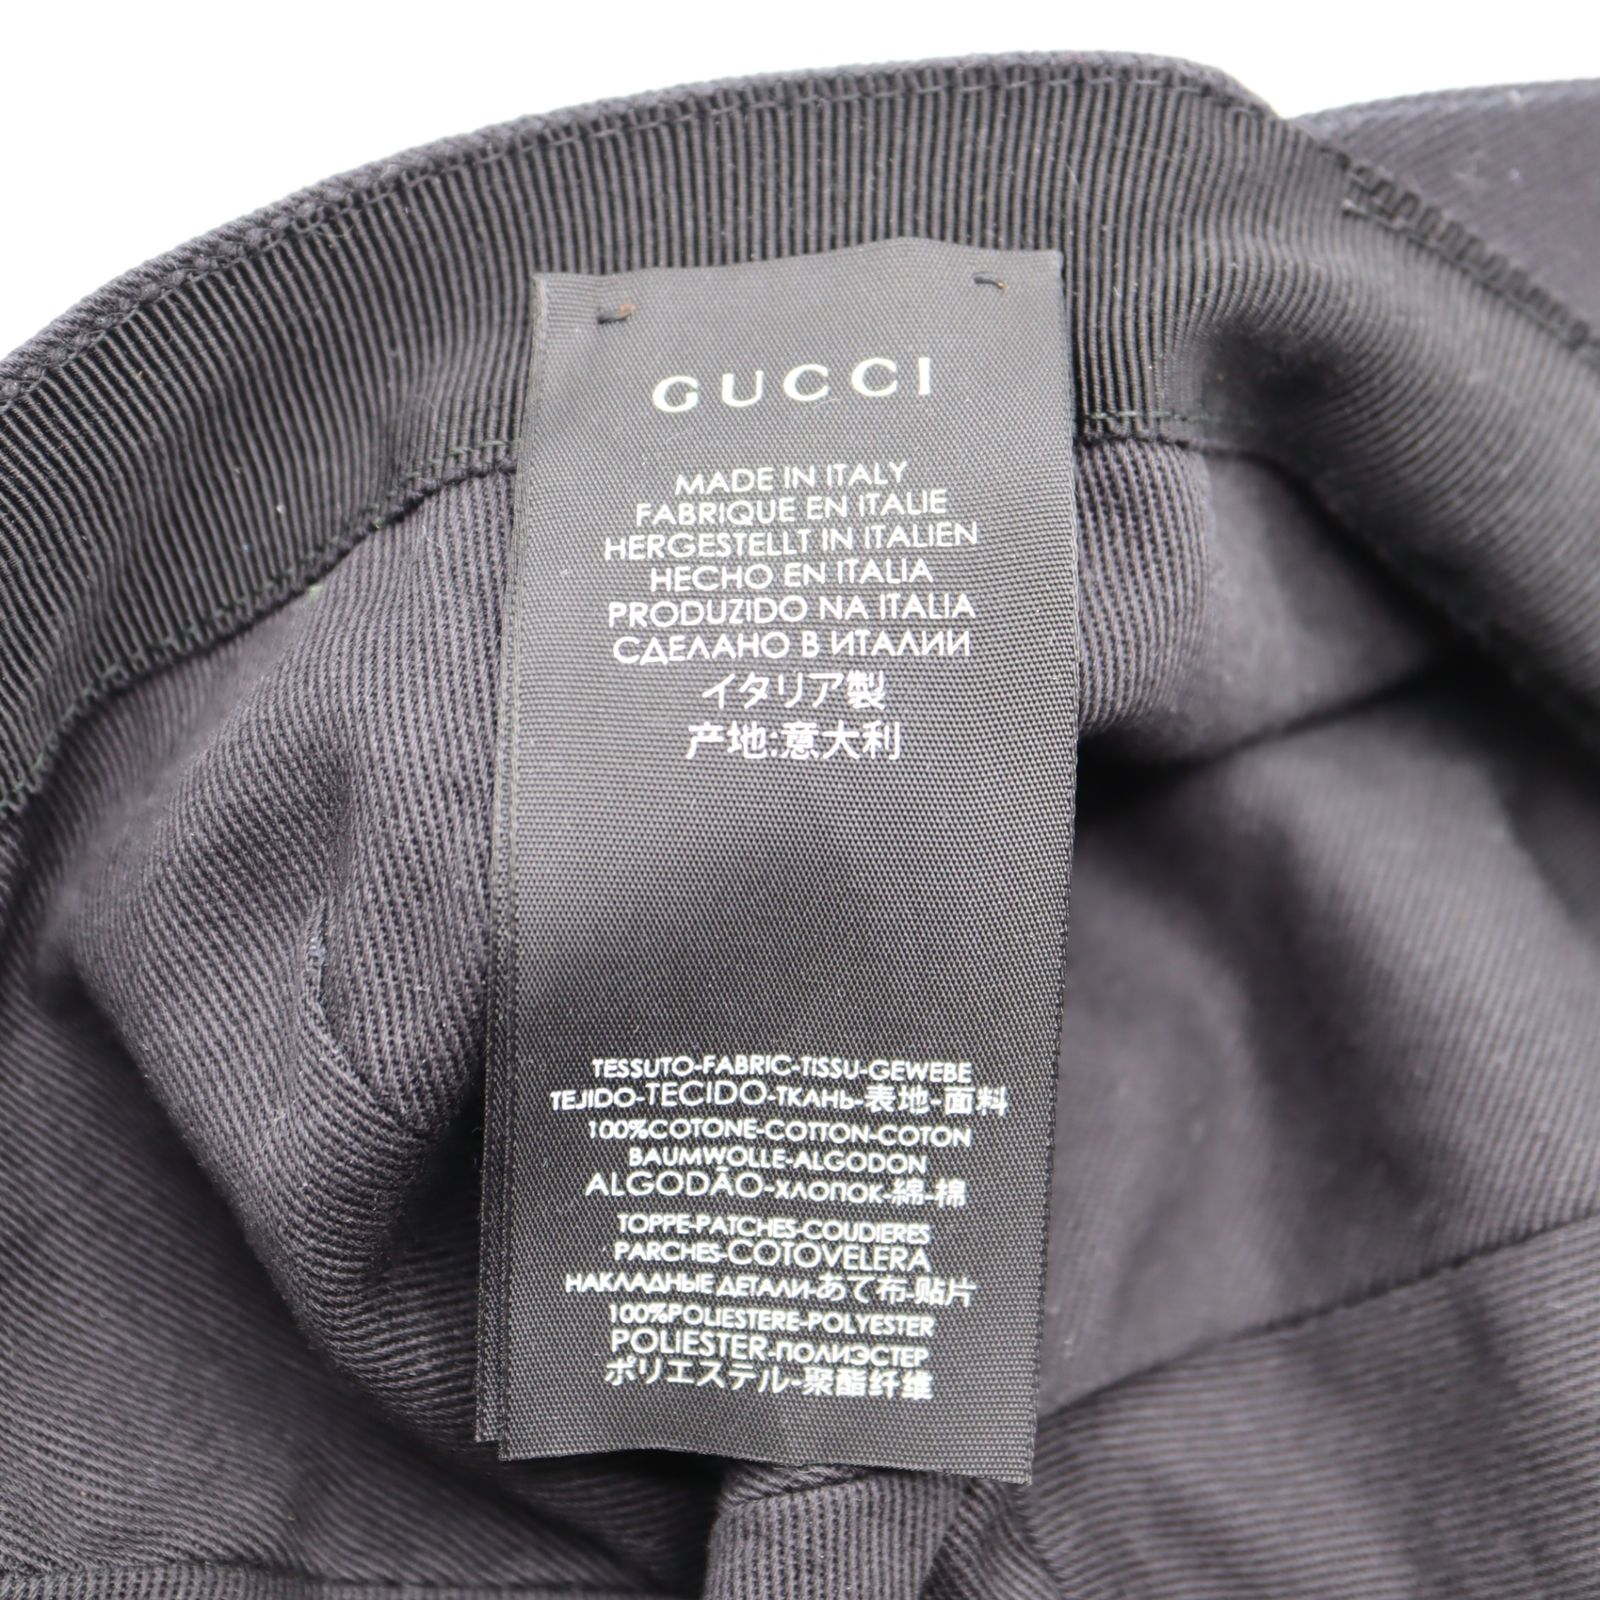 GUCCI
MADE IN ITALY
FABRIQUE EN ITALIE
HERGESTELLT IN ITALIEN
HECHO EN ITALIA
PRODUZIDO NA ITALIA
СДЕЛАНО В ИТАЛИИ
イタリア製
产地:意大利
TESSUTO-FABRIC-TISSU-GEWEBE
TEJIDO-TECIDO-ТКАНЬ-表地-面料
100%COTONE-COTTON-COTON
BAUMWOLLE-ALGODON
ALGODÃO-ХЛОПОК-綿-棉
TOPPE-PATCHES-COUDIERES
PARCHES-COTOVELERA
НАКЛАДНЫЕ ДЕТАЛИ-あて布-贴片
100%POLIESTERE-POLYESTER
POLIESTER-ПОЛИЭСТЕР
ポリエステル-聚酯纤维